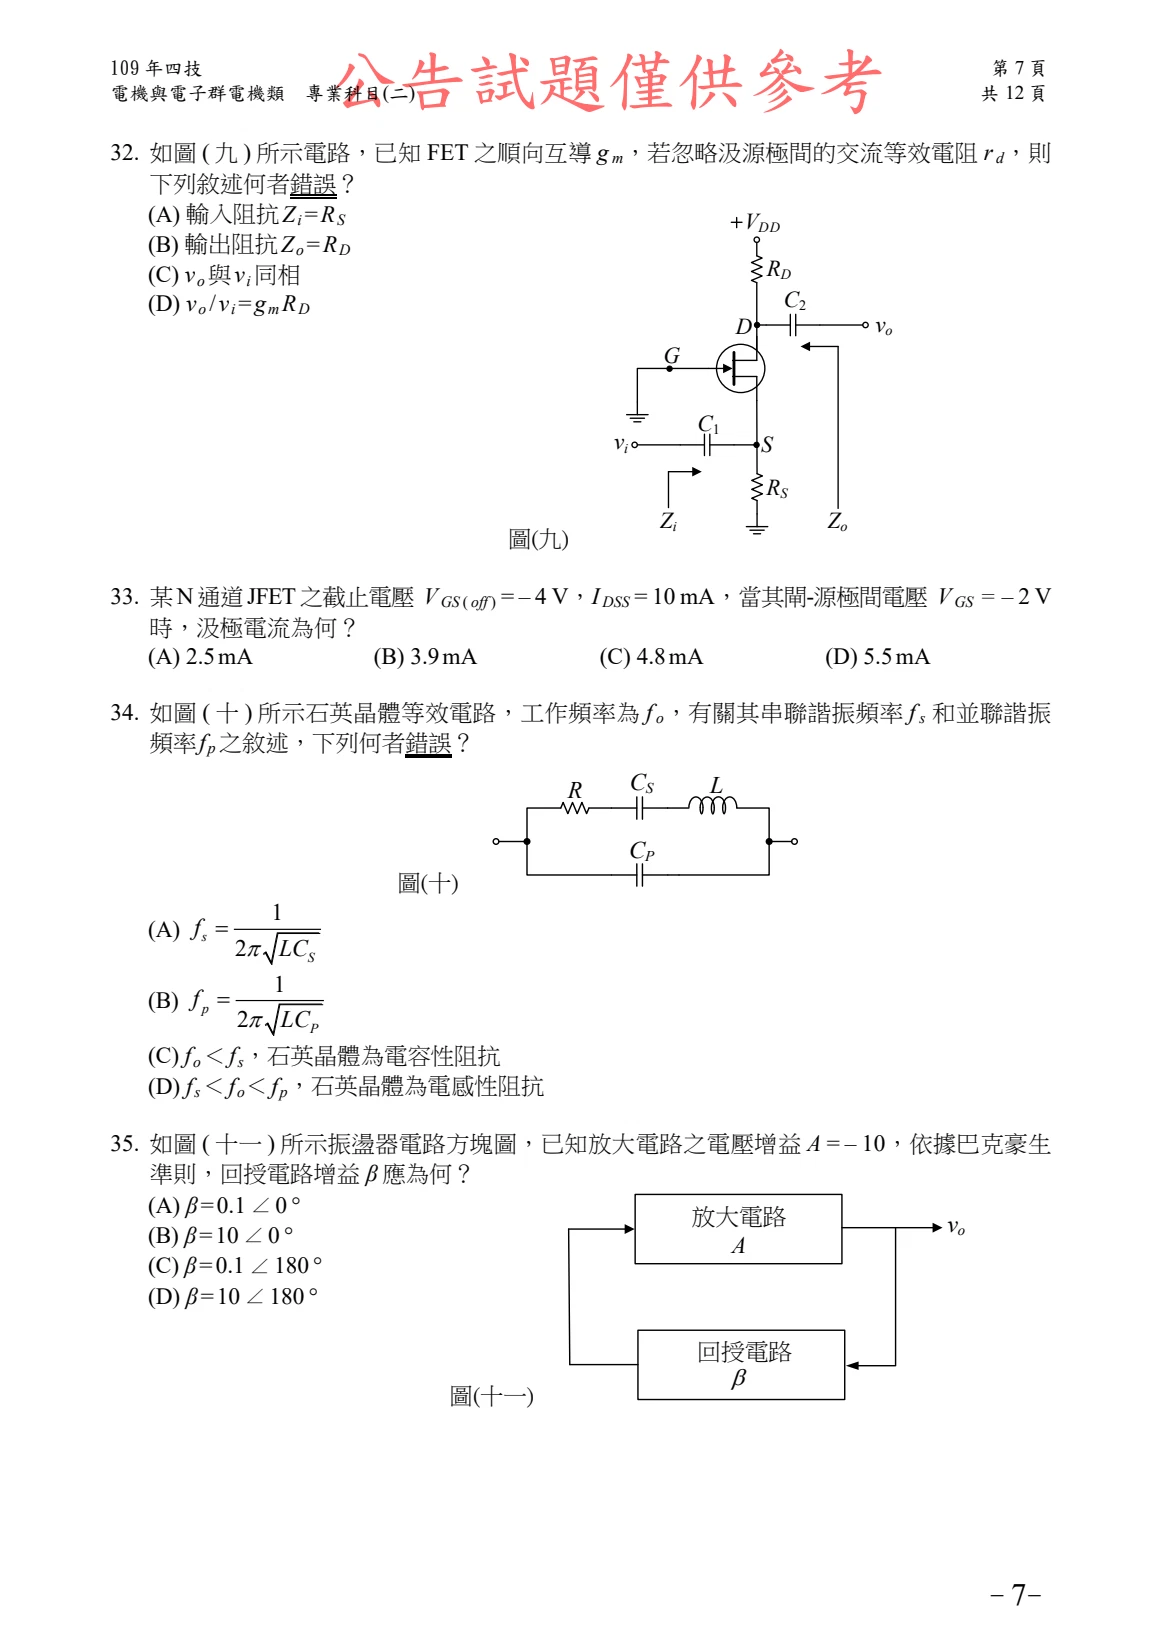 109 年四技
電機與電子群電機類　專業科目(二)
公告試題僅供參考
第 7 頁
共 12 頁
32. 如圖 ( 九 ) 所示電路，已知 FET 之順向互導 gm，若忽略汲源極間的交流等效電阻 rd，則
下列敘述何者錯誤？
(A) 輸入阻抗 Zi=RS
(B) 輸出阻抗 Zo=RD
(C) vo與vi同相
(D) vo/vi=gmRD
+VDD
RD
C2
D
vo
G
C1
vi
S
RS
Zi
Zo
圖(九)
33. 某 N 通道 JFET 之截止電壓 VGS(off) = – 4 V，IDSS = 10 mA，當其閘-源極間電壓 VGS = – 2 V
時，汲極電流為何？
(A) 2.5 mA (B) 3.9 mA (C) 4.8 mA (D) 5.5 mA
34. 如圖 ( 十 ) 所示石英晶體等效電路，工作頻率為 fo，有關其串聯諧振頻率 fs 和並聯諧振
頻率fp之敘述，下列何者錯誤？
R
CS
L
CP
圖(十)
(A) fs = 1 / 2π√LCS
(B) fp = 1 / 2π√LCP
(C) fo＜fs，石英晶體為電容性阻抗
(D) fs＜fo＜fp，石英晶體為電感性阻抗
35. 如圖 ( 十一 ) 所示振盪器電路方塊圖，已知放大電路之電壓增益 A = – 10，依據巴克豪生
準則，回授電路增益 β 應為何？
(A) β=0.1 ∠ 0°
(B) β=10 ∠ 0°
(C) β=0.1 ∠ 180°
(D) β=10 ∠ 180°
放大電路
A
vo
回授電路
β
圖(十一)
– 7–